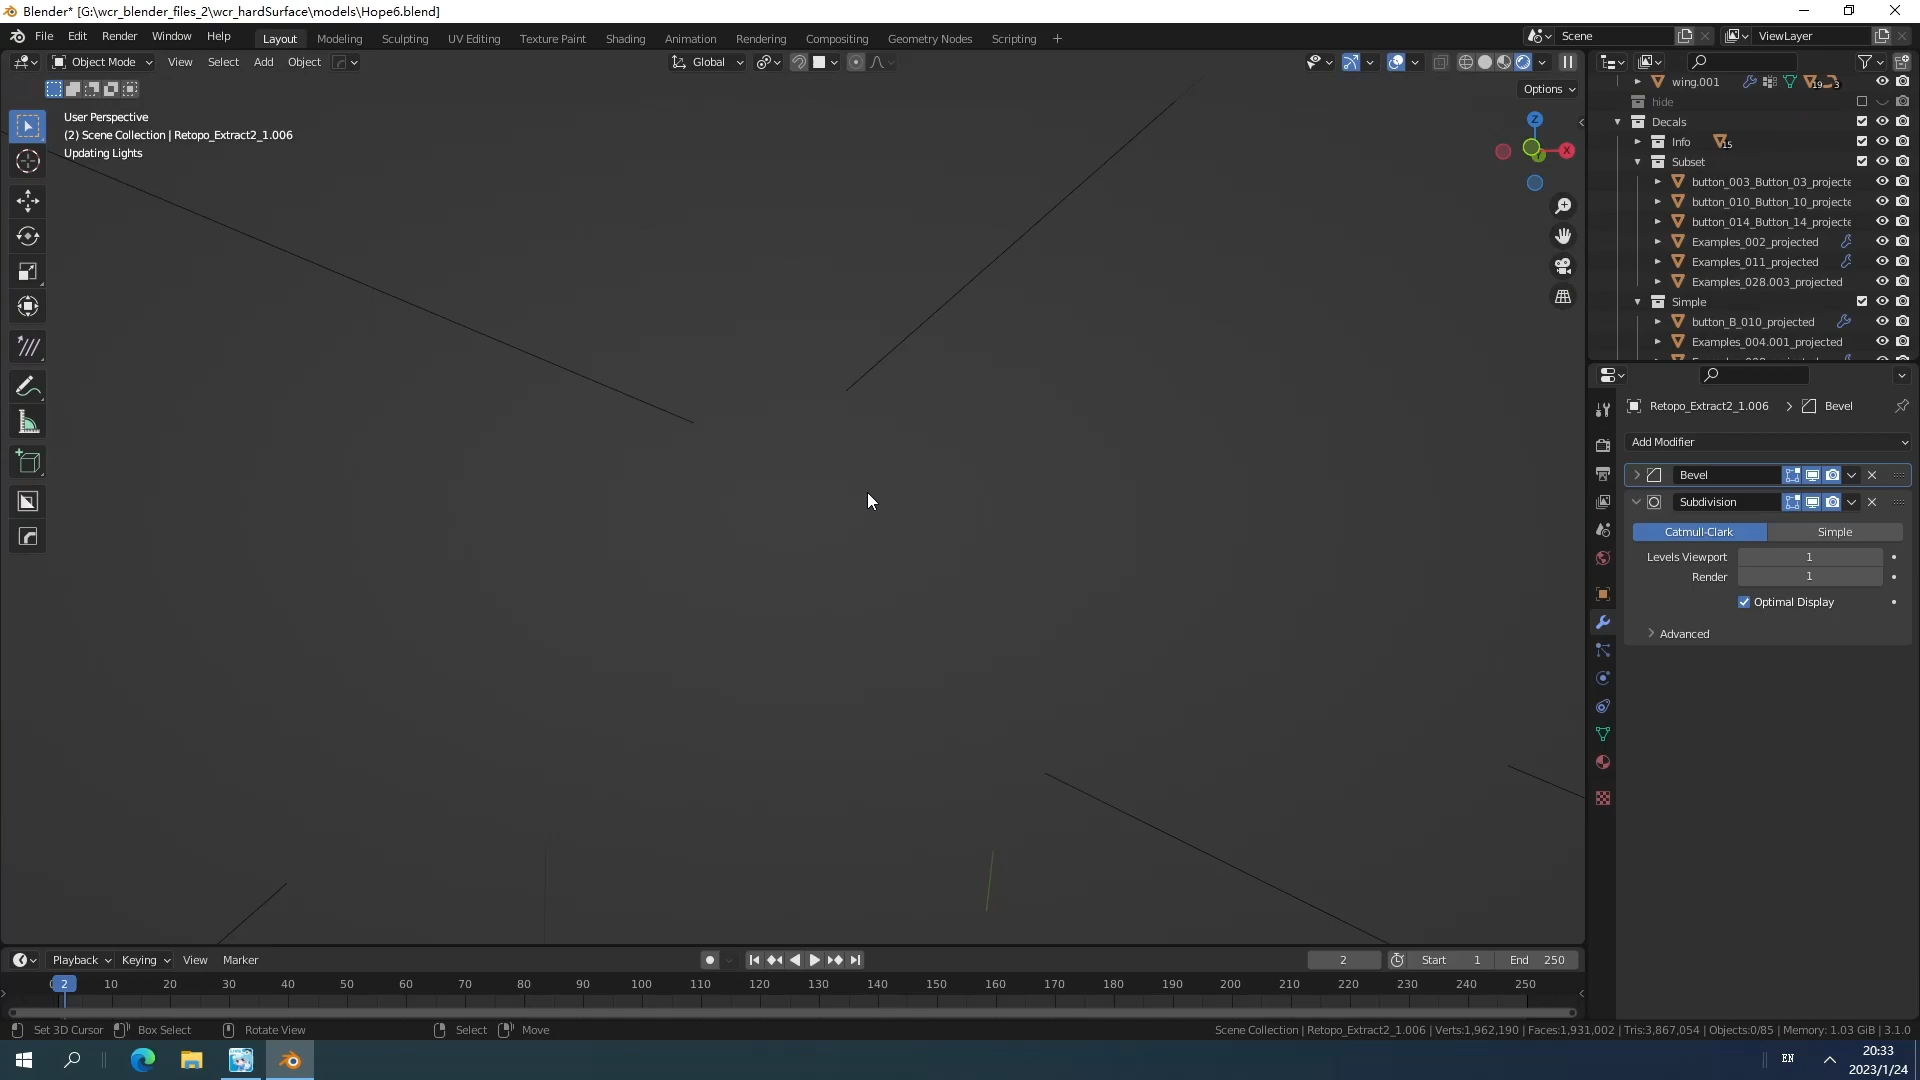 Blender* [G:\wcr_blender_files_2\wcr_hardSurface\models\Hope6.blend]
File Edit Render Window Help Layout Modeling Sculpting UV Editing Texture Paint Shading Animation Rendering Compositing Geometry Nodes Scripting + Scene ViewLayer
Object Mode View Select Add Object Global
Options
User Perspective
(2) Scene Collection | Retopo_Extract2_1.006
Updating Lights
Z
X
wing.001 19 3
hide
Decals
Info 15
Subset
button_003_Button_03_projecte
button_010_Button_10_projecte
button_014_Button_14_projecte
Examples_002_projected
Examples_011_projected
Examples_028.003_projected
Simple
button_B_010_projected
Examples_004.001_projected
Retopo_Extract2_1.006 > Bevel
Add Modifier
Bevel
Subdivision
Catmull-Clark Simple
Levels Viewport 1
Render 1
Optimal Display
Advanced
Playback Keying View Marker 2 Start 1 End 250
2 10 20 30 40 50 60 70 80 90 100 110 120 130 140 150 160 170 180 190 200 210 220 230 240 250
Set 3D Cursor Box Select Rotate View Select Move Scene Collection | Retopo_Extract2_1.006 | Verts:1,962,190 | Faces:1,931,002 | Tris:3,867,054 | Objects:0/85 | Memory: 1.03 GiB | 3.1.0
EN
20:33
2023/1/24